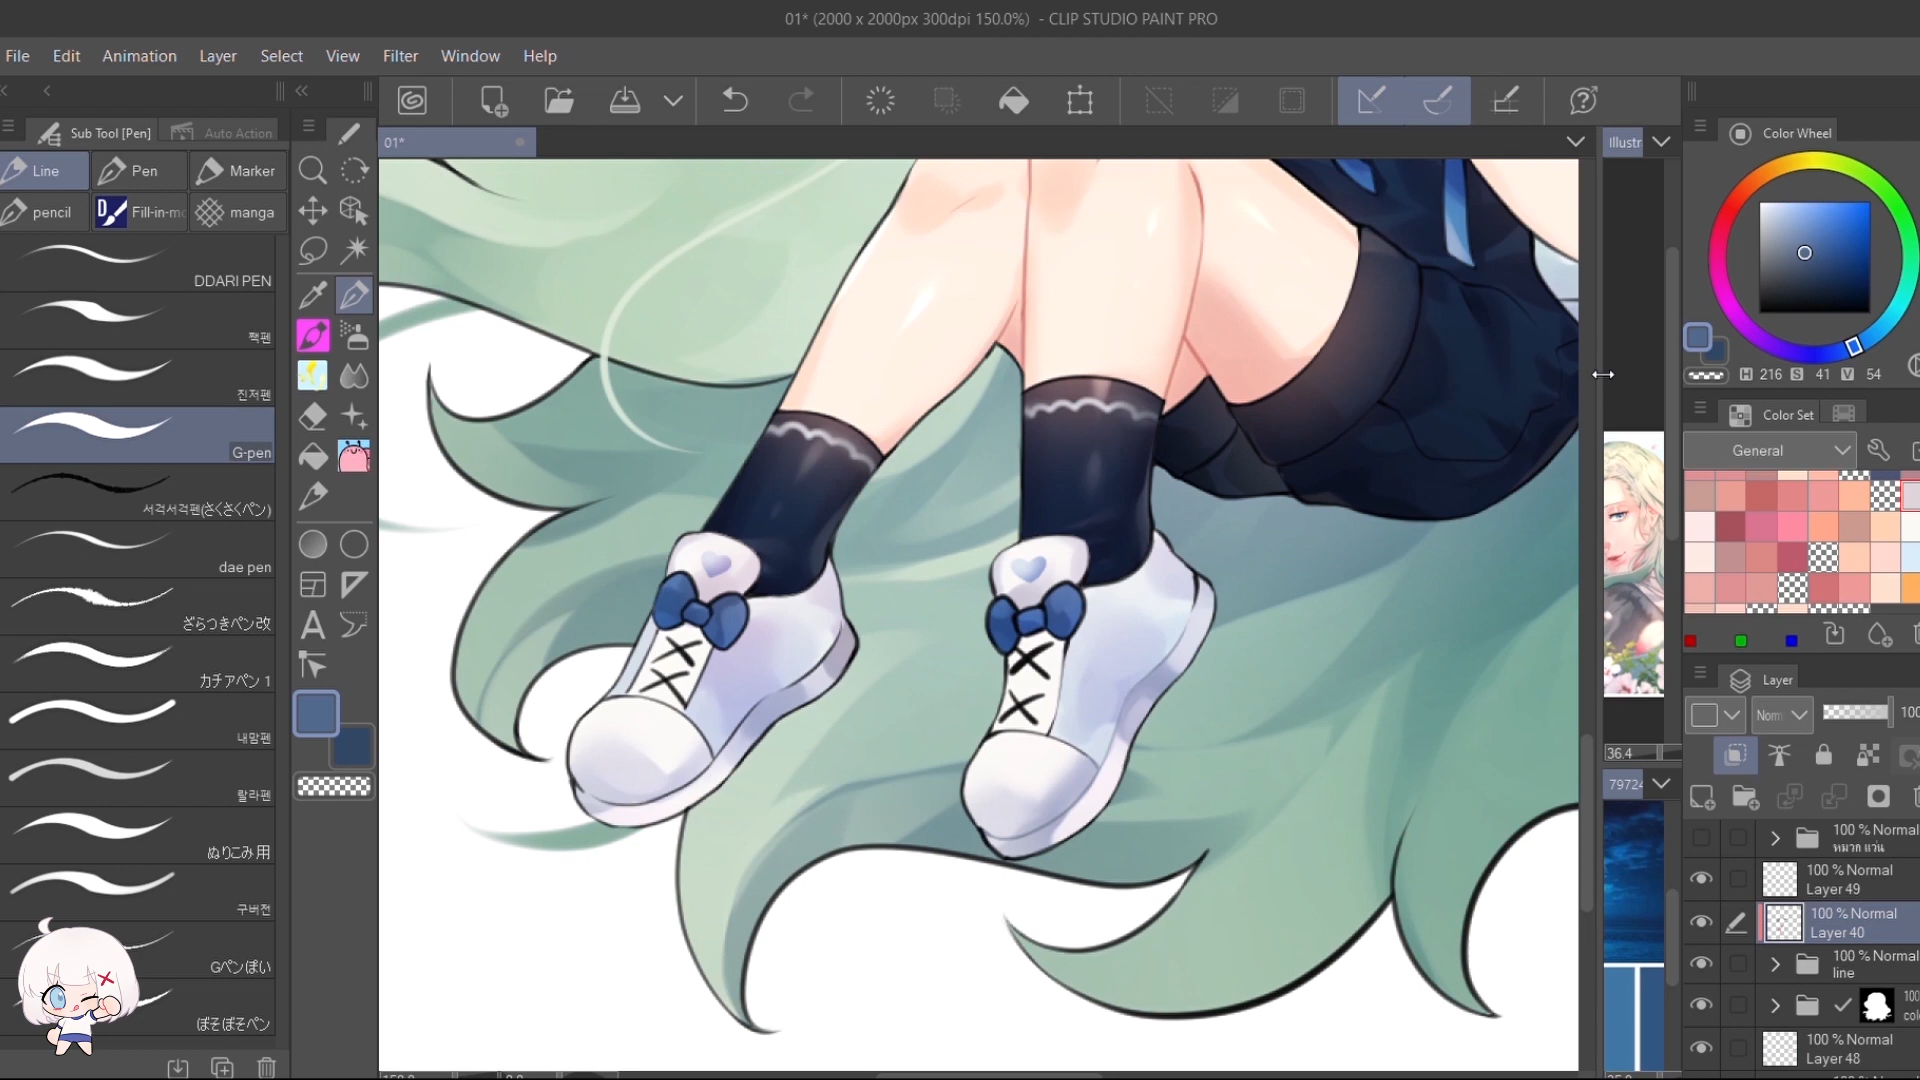 01* (2000 x 2000px 300dpi 150.0%) - CLIP STUDIO PAINT PRO
File Edit Animation Layer Select View Filter Window Help
Sub Tool [Pen] Auto Action
01*
Illustr
Color Wheel
Line Pen Marker
pencil Fill-in-mo manga
DDARI PEN
짹펜
진저펜
G-pen
서걱서걱펜(さくさくペン)
dae pen
ざらつきペン改
カチアペン 1
내맘펜
랄라펜
ぬりこみ用
구버전
Gペンぽい
ぼそぼそペン
H 216 S 41 V 54
Color Set
General
Layer
Norm 100
36.4
79724
100 % Normal
หมวก แว่น
100 % Normal
Layer 49
100 % Normal
Layer 40
100 % Normal
line
100
colo
100 % Normal
Layer 48